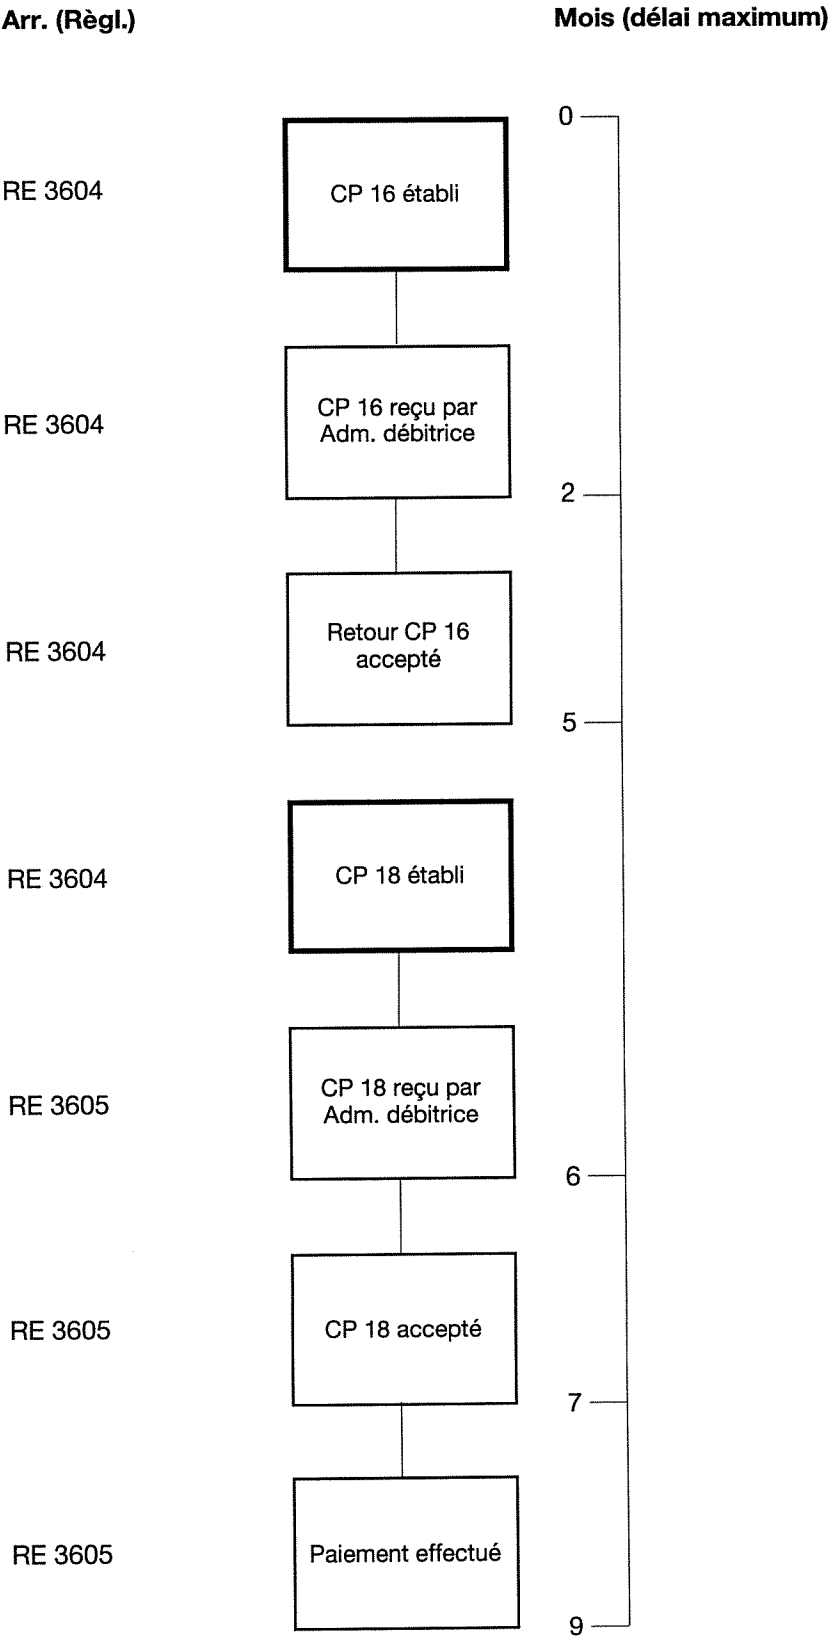 Arr. (Règl.)
Mois (délai maximum)
0
RE 3604
CP 16 établi
RE 3604
CP 16 reçu par
Adm. débitrice
2
RE 3604
Retour CP 16
accepté
5
RE 3604
CP 18 établi
RE 3605
CP 18 reçu par
Adm. débitrice
6
RE 3605
CP 18 accepté
7
RE 3605
Paiement effectué
9